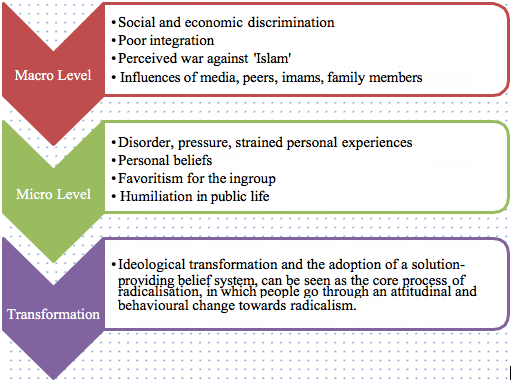 Macro Level
•Social and economic discrimination
•Poor integration
•Perceived war against 'Islam'
• Influences of media, peers, imams, family members
Micro Level
•Disorder, pressure, strained personal experiences
•Personal beliefs
•Favoritism for the ingroup
• Humiliation in public life
Transformation
•Ideological transformation and the adoption of a solution-
providing belief system, can be seen as the core process of
radicalisation, in which people go through an attitudinal and
behavioural change towards radicalism.